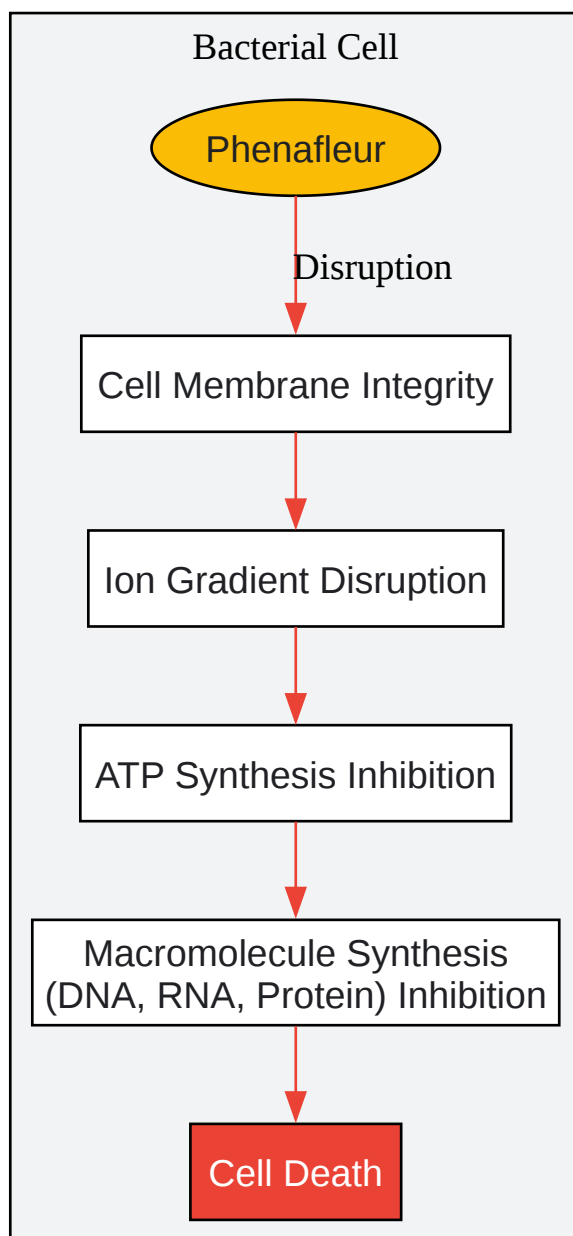 Bacterial Cell
Phenafleur
Disruption
Cell Membrane Integrity
Ion Gradient Disruption
ATP Synthesis Inhibition
Macromolecule Synthesis
(DNA, RNA, Protein) Inhibition
Cell Death